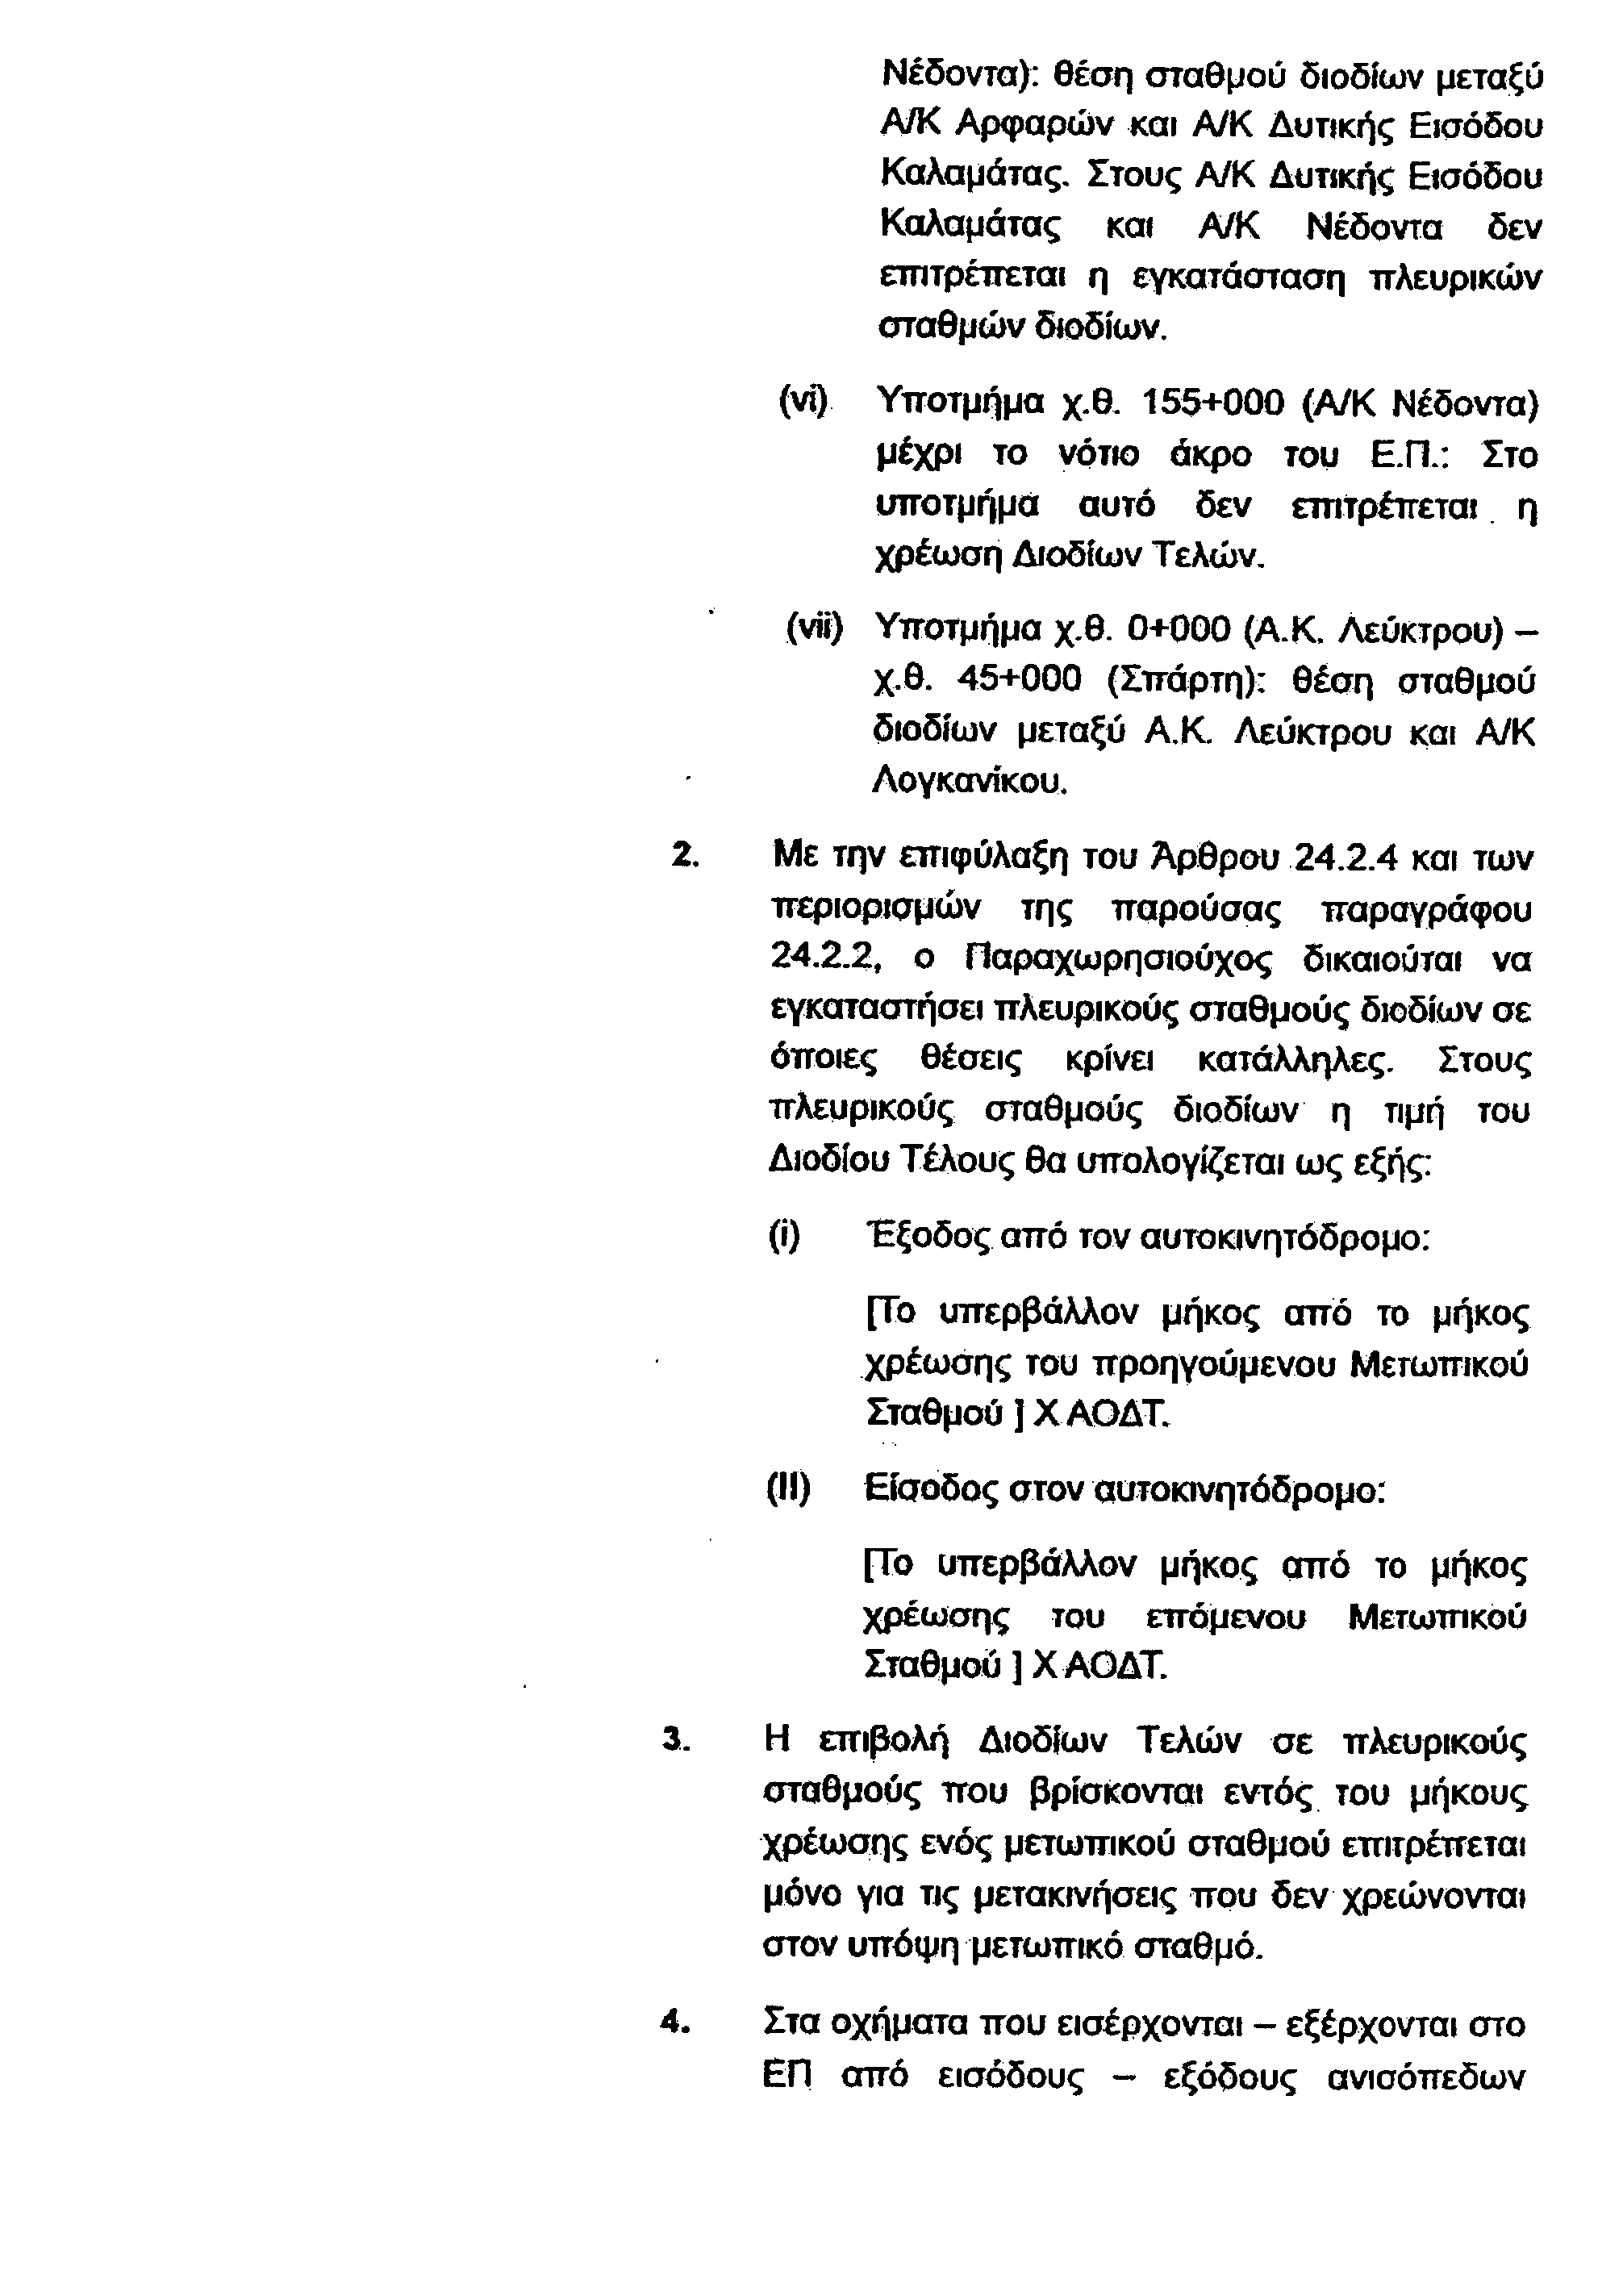 Νέδοντα): θέση σταθμού διοδίων μεταξύ
Α/Κ Αρφαρών και Α/Κ Δυτικής Εισόδου
Καλαμάτας. Στους Α/Κ Δυτικής Εισόδου
Καλαμάτας και Α/Κ Νέδοντα δεν
επιτρέπεται η εγκατάσταση πλευρικών
σταθμών διοδίων.
(vi) Υποτμήμα χ.θ. 155+000 (Α/Κ Νέδοντα)
μέχρι το νότιο άκρο του Ε.Π.: Στο
υποτμήμα αυτό δεν επιτρέπεται η
χρέωση Διοδίων Τελών.
(vii) Υποτμήμα χ.θ. 0+000 (Α.Κ. Λεύκτρου) –
χ.θ. 45+000 (Σπάρτη): θέση σταθμού
διοδίων μεταξύ Α.Κ. Λεύκτρου και Α/Κ
Λογκανίκου.
2. Με την επιφύλαξη του Άρθρου 24.2.4 και των
περιορισμών της παρούσας παραγράφου
24.2.2, ο Παραχωρησιούχος δικαιούται να
εγκαταστήσει πλευρικούς σταθμούς διοδίων σε
όποιες θέσεις κρίνει κατάλληλες. Στους
πλευρικούς σταθμούς διοδίων η τιμή του
Διοδίου Τέλους θα υπολογίζεται ως εξής:
(i) Έξοδος από τον αυτοκινητόδρομο:
[Το υπερβάλλον μήκος από το μήκος
χρέωσης του προηγούμενου Μετωπικού
Σταθμού ] Χ ΑΟΔΤ.
(II) Είσοδος στον αυτοκινητόδρομο:
[Το υπερβάλλον μήκος από το μήκος
χρέωσης του επόμενου Μετωπικού
Σταθμού ] Χ ΑΟΔΤ.
3. Η επιβολή Διοδίων Τελών σε πλευρικούς
σταθμούς που βρίσκονται εντός του μήκους
χρέωσης ενός μετωπικού σταθμού επιτρέπεται
μόνο για τις μετακινήσεις που δεν χρεώνονται
στον υπόψη μετωπικό σταθμό.
4. Στα οχήματα που εισέρχονται – εξέρχονται στο
ΕΠ από εισόδους – εξόδους ανισόπεδων